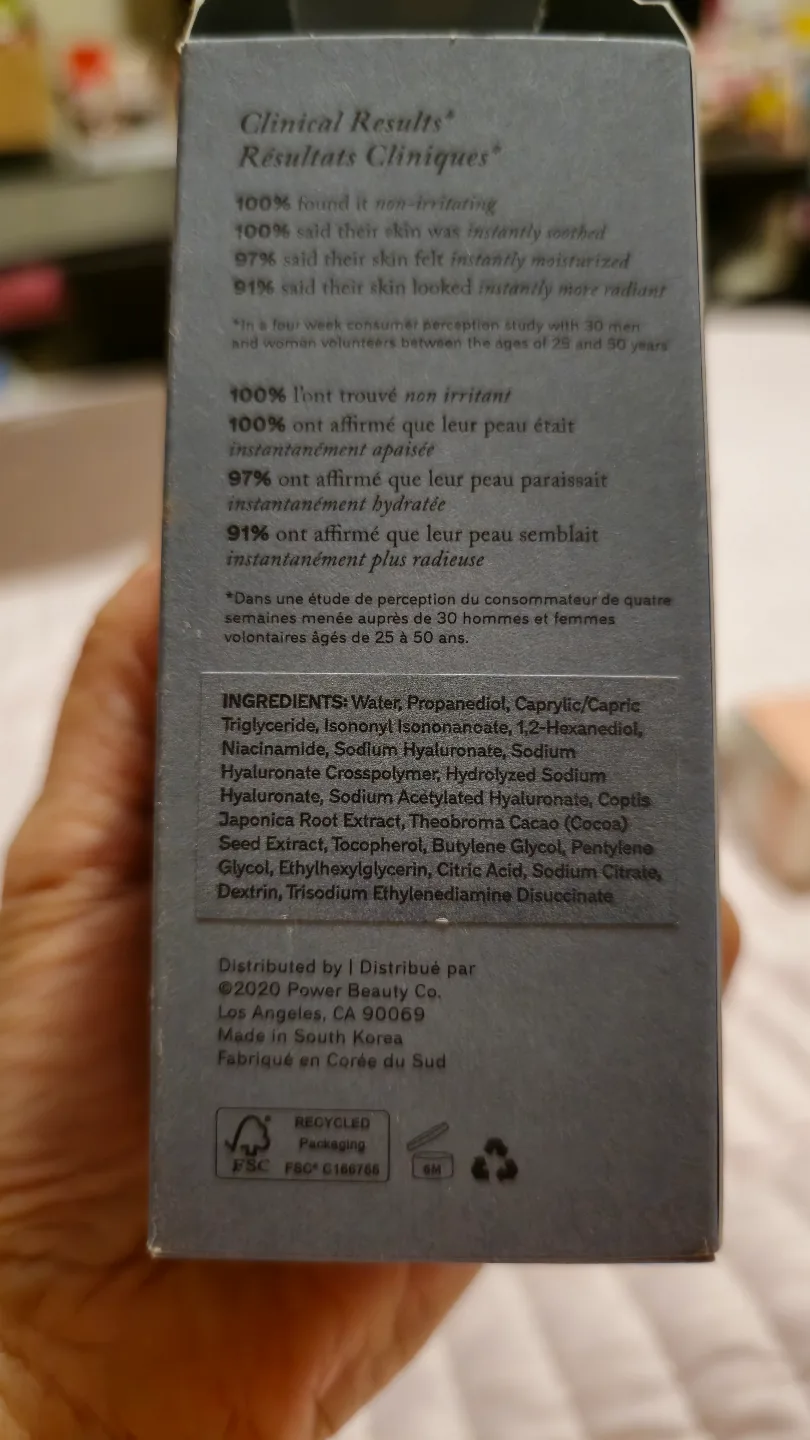 Clinical Results*
Résultats Cliniques*
100% found it non-irritating
100% said their skin was instantly soothed
97% said their skin felt instantly moisturized
91% said their skin looked instantly more radiant
*In a four week consumer perception study with 30 men
and woman volunteers between the ages of 25 and 50 years
100% l'ont trouvé non irritant
100% ont affirmé que leur peau était
instantanément apaisée
97% ont affirmé que leur peau paraissait
instantanément hydratée
91% ont affirmé que leur peau semblait
instantanément plus radieuse
*Dans une étude de perception du consommateur de quatre
semaines menée auprès de 30 hommes et femmes
volontaires âgés de 25 à 50 ans.
INGREDIENTS: Water, Propanediol, Caprylic/Capric
Triglyceride, Isononyl Isononanoate, 1,2-Hexanediol,
Niacinamide, Sodium Hyaluronate, Sodium
Hyaluronate Crosspolymer, Hydrolyzed Sodium
Hyaluronate, Sodium Acetylated Hyaluronate, Coptis
Japonica Root Extract, Theobroma Cacao (Cocoa)
Seed Extract, Tocopherol, Butylene Glycol, Pentylene
Glycol, Ethylhexylglycerin, Citric Acid, Sodium Citrate,
Dextrin, Trisodium Ethylenediamine Disuccinate
Distributed by | Distribué par
©2020 Power Beauty Co.
Los Angeles, CA 90069
Made in South Korea
Fabriqué en Corée du Sud
RECYCLED
Packaging
FSC FSC® C166766
6M